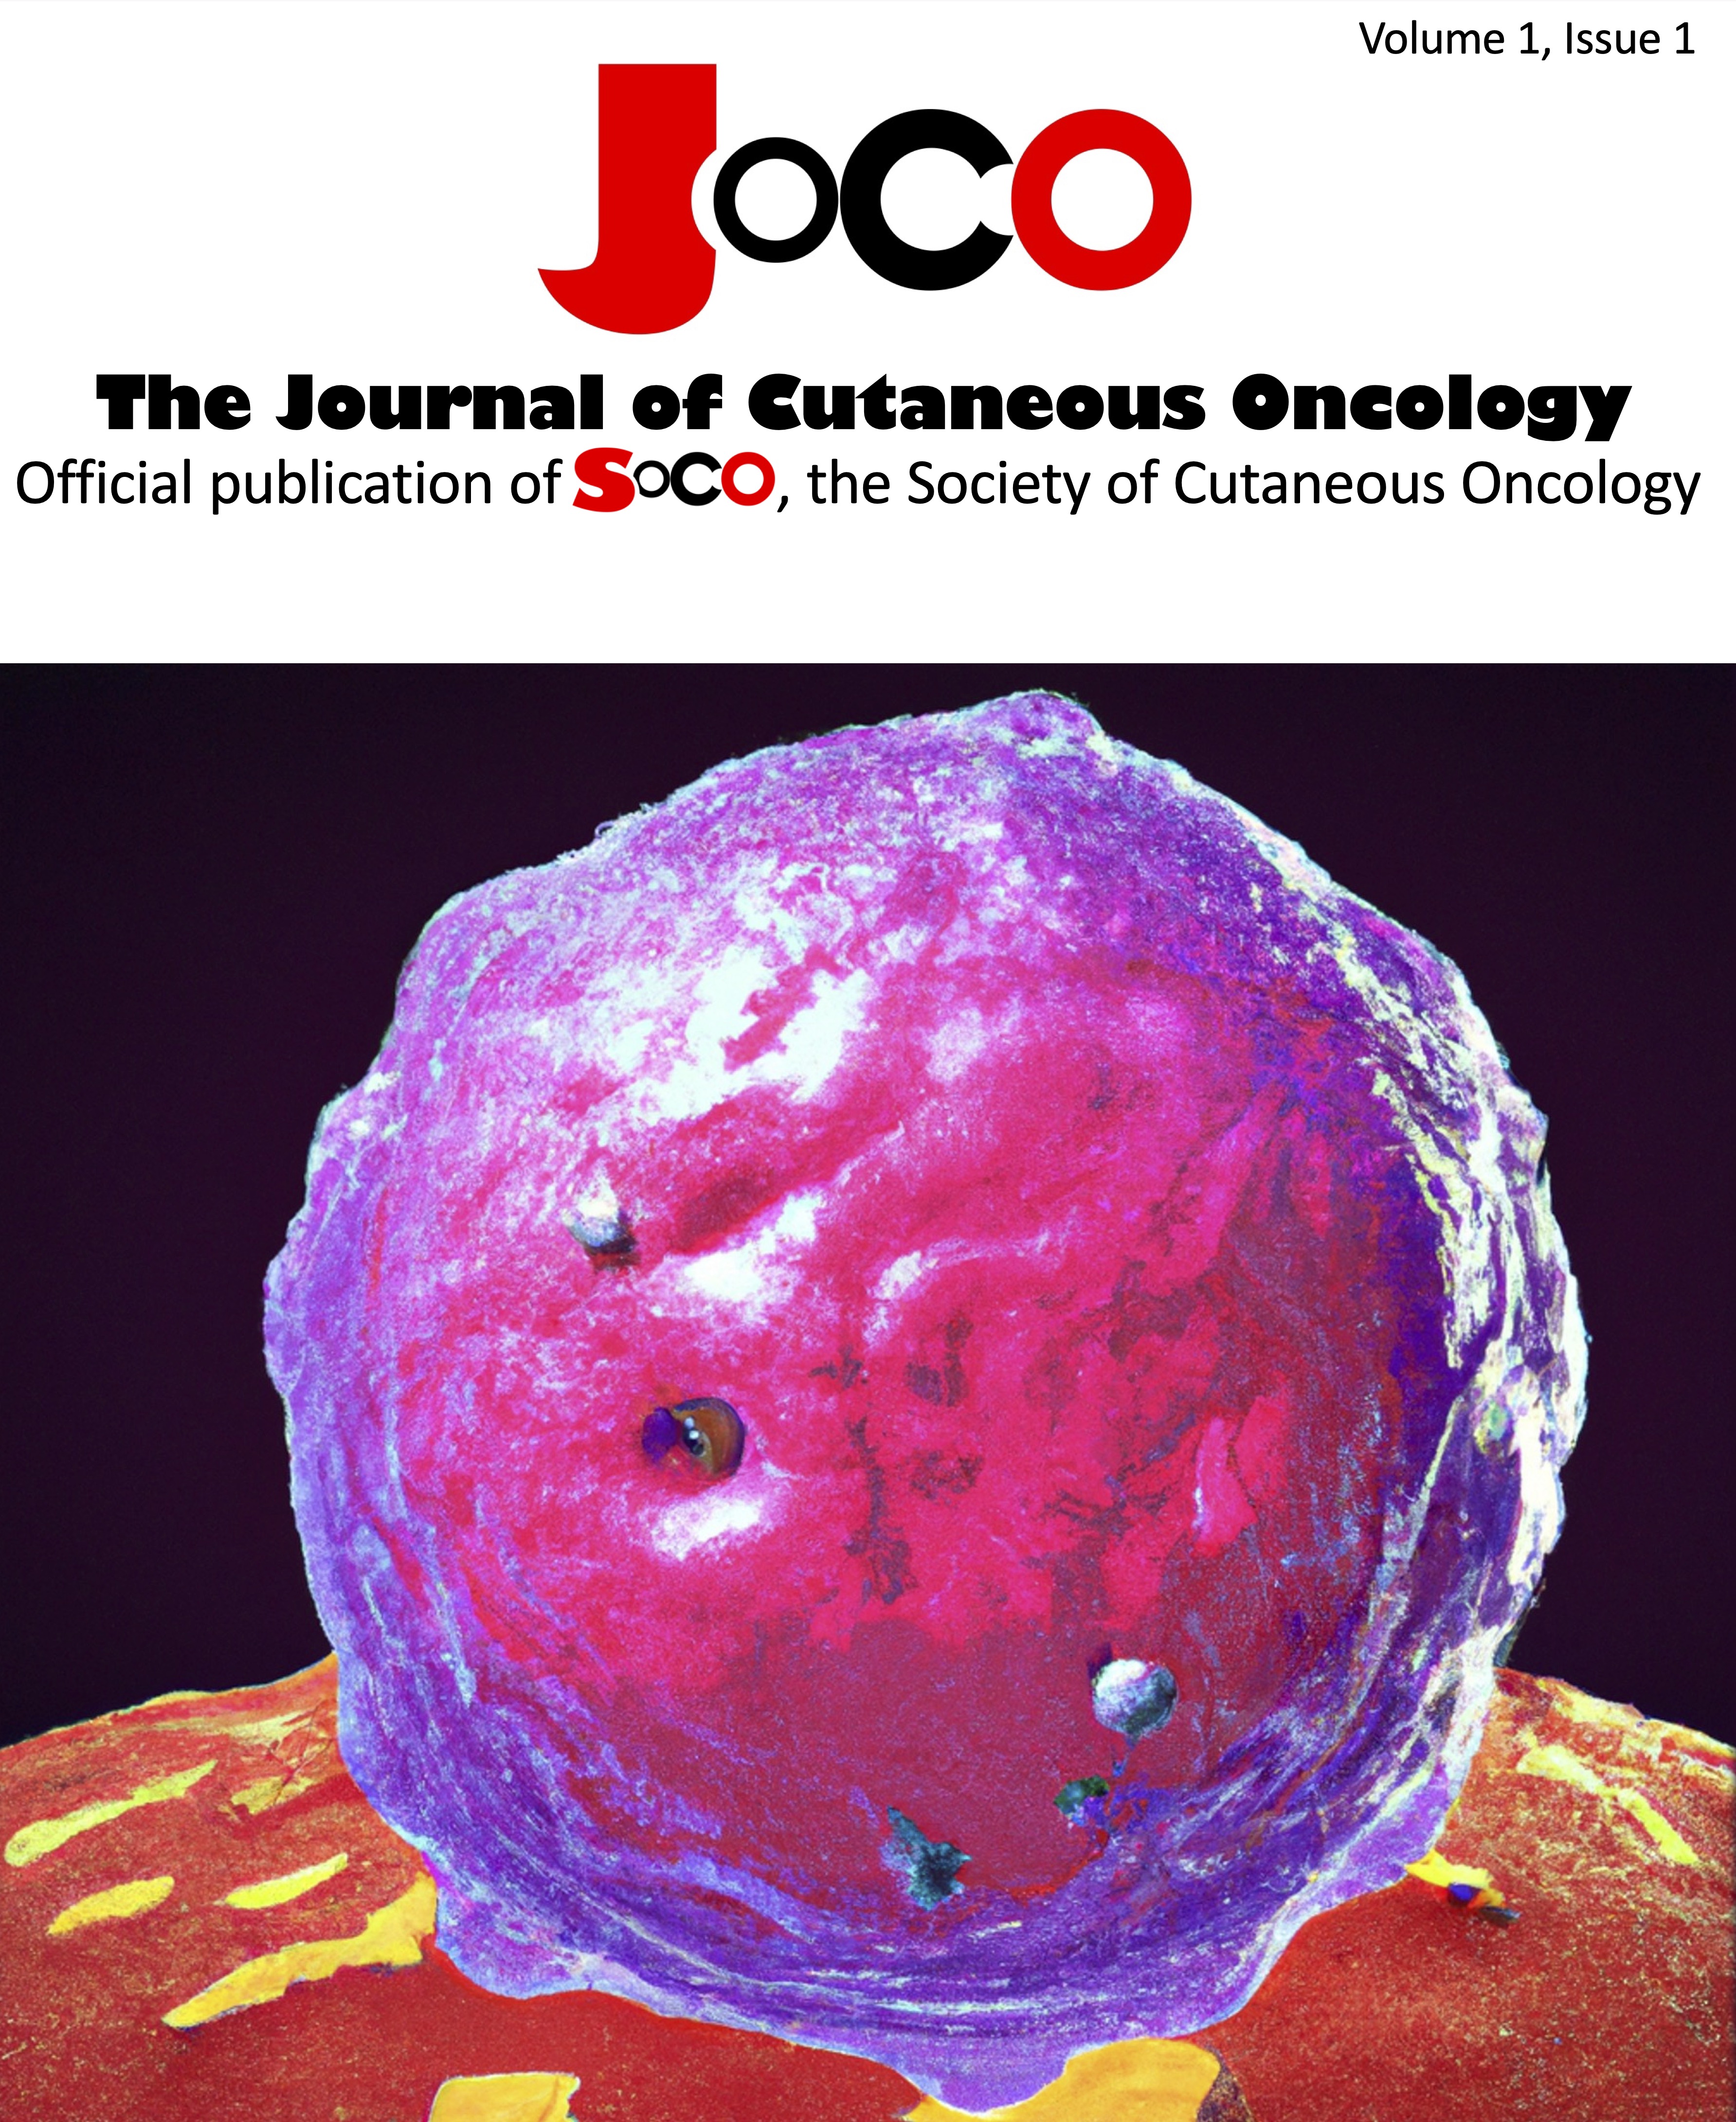 Volume 1, Issue 1
JoCO
The Journal of Cutaneous Oncology
Official publication of SoCO, the Society of Cutaneous Oncology